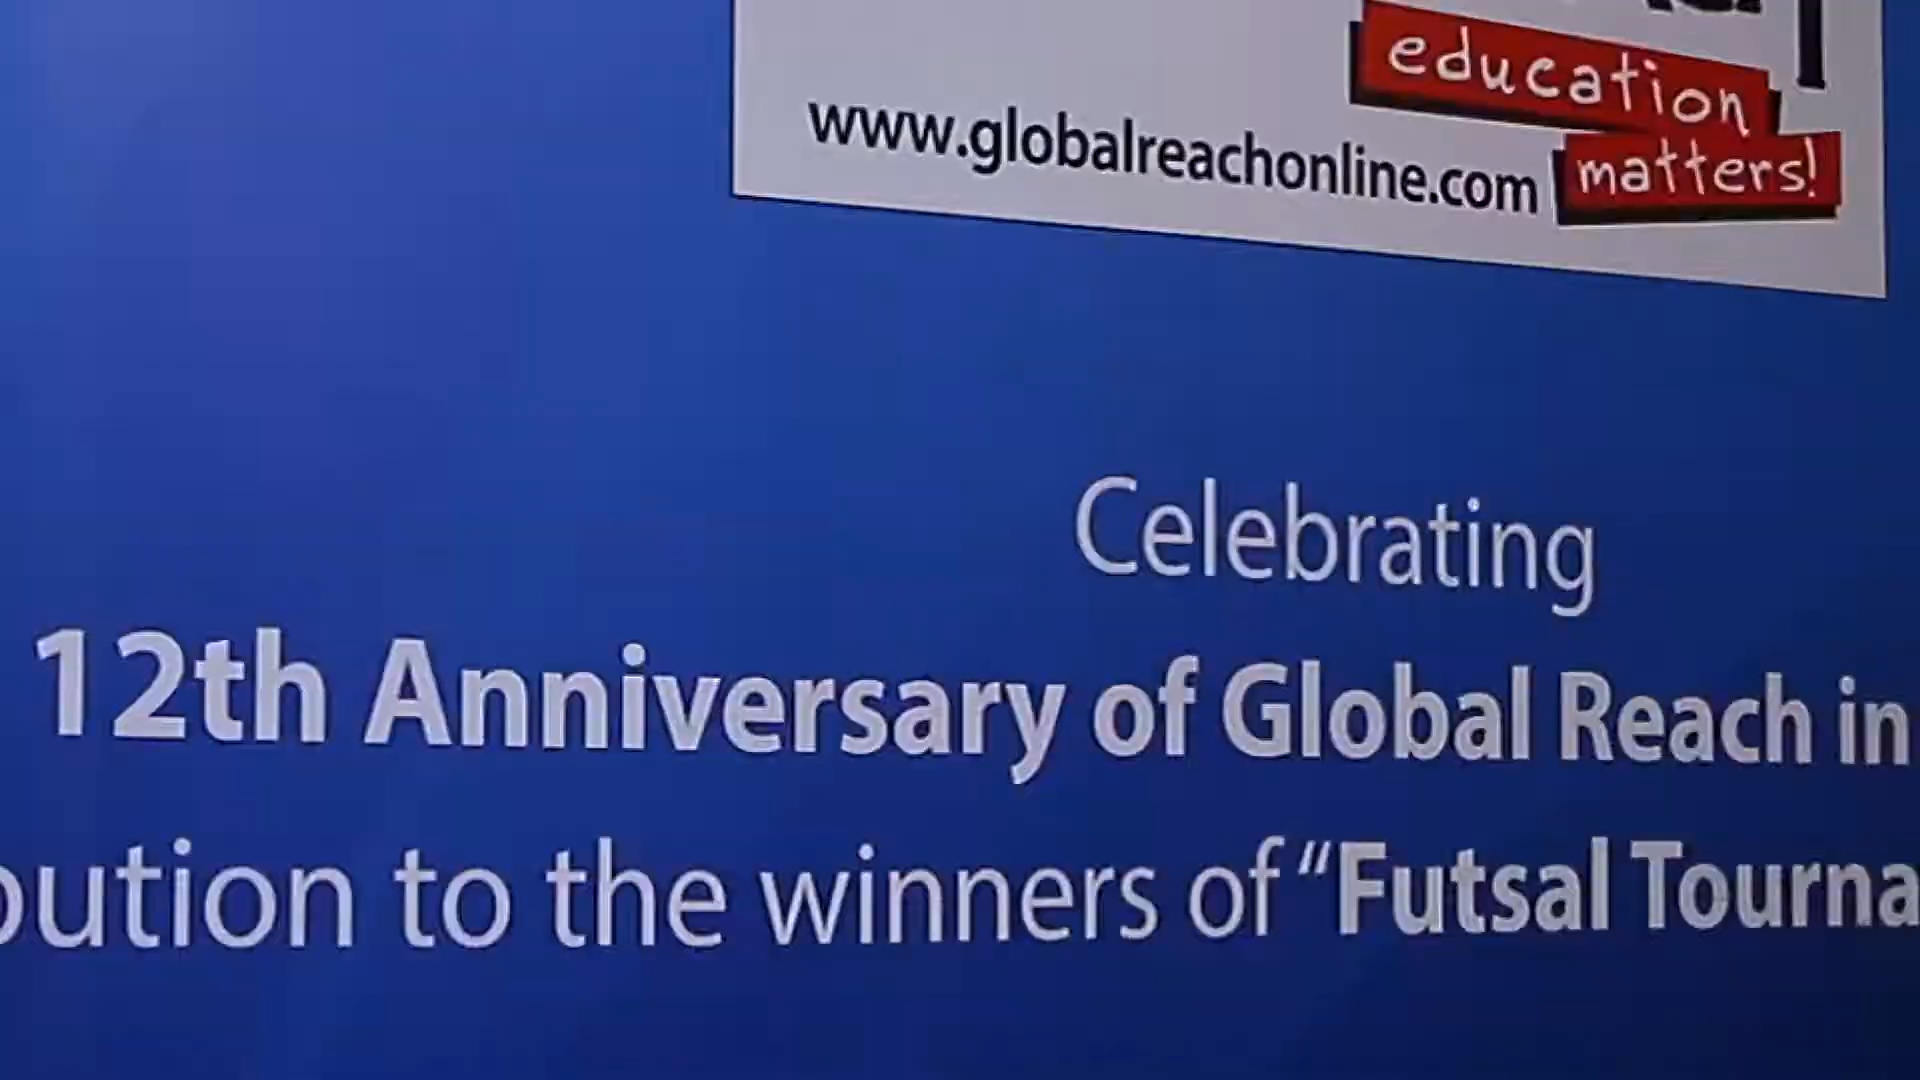 education
matters!
www.globalreachonline.com
Celebrating
12th Anniversary of Global Reach in
to the winners of “Futsal